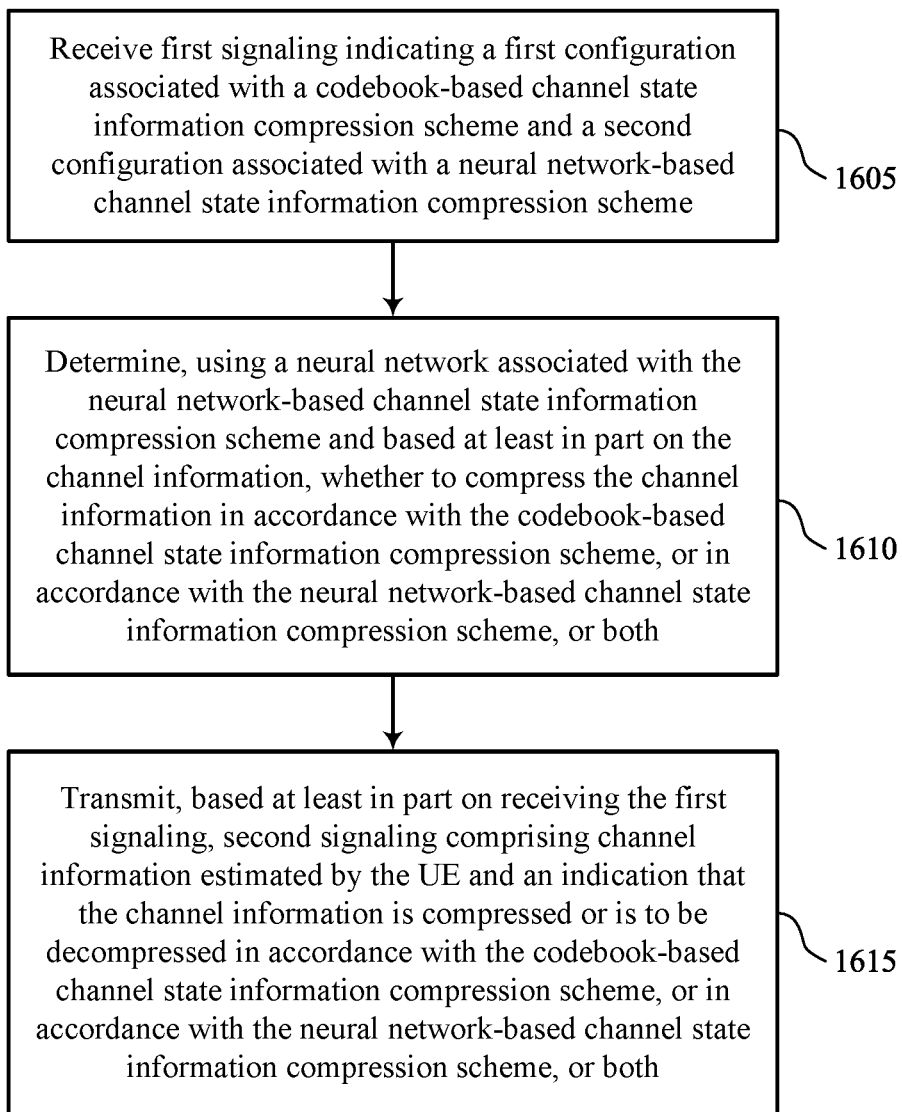 Receive first signaling indicating a first configuration
associated with a codebook-based channel state
information compression scheme and a second
configuration associated with a neural network-based
channel state information compression scheme
1605
Determine, using a neural network associated with the
neural network-based channel state information
compression scheme and based at least in part on the
channel information, whether to compress the channel
information in accordance with the codebook-based
channel state information compression scheme, or in
accordance with the neural network-based channel state
information compression scheme, or both
1610
Transmit, based at least in part on receiving the first
signaling, second signaling comprising channel
information estimated by the UE and an indication that
the channel information is compressed or is to be
decompressed in accordance with the codebook-based
channel state information compression scheme, or in
accordance with the neural network-based channel state
information compression scheme, or both
1615